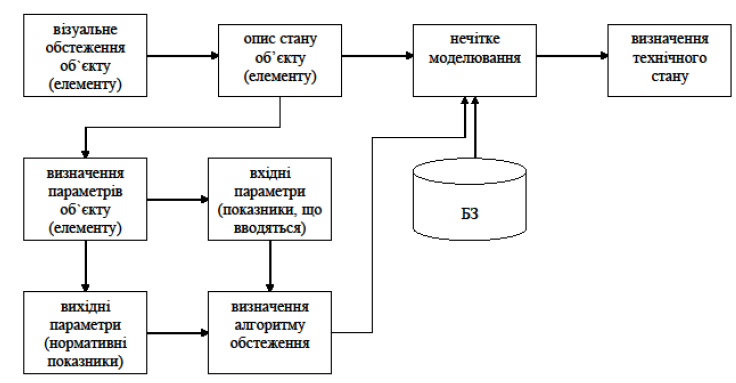 візуальне
обстеження
об`єкту
(елементу)
опис стану
об’єкту
(елементу)
нечітке
моделювання
визначення
технічного
стану
визначення
параметрів
об`єкту
(елементу)
вхідні
параметри
(показники, що
вводяться)
БЗ
вихідні
параметри
(нормативні
показники)
визначення
алгоритму
обстеження